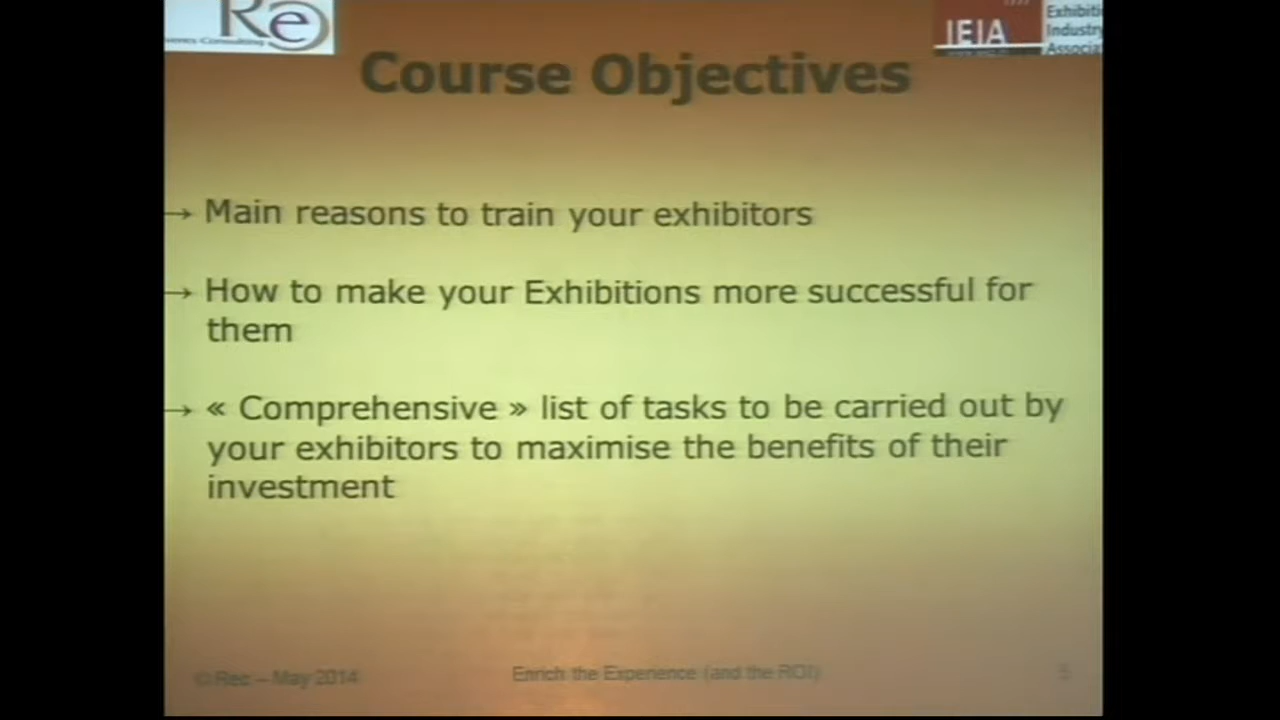 Re
IEIA
Exhibiti
Industry
Associa
Course Objectives
→ Main reasons to train your exhibitors
→ How to make your Exhibitions more successful for
them
→ « Comprehensive » list of tasks to be carried out by
your exhibitors to maximise the benefits of their
investment
© Rec – May 2014
Enrich the Experience (and the ROI)